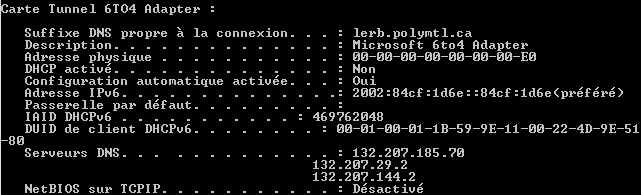 Carte Tunnel 6TO4 Adapter :
Suffixe DNS propre à la connexion. . . : lerb.polymtl.ca
Description. . . . . . . . . . . . . . : Microsoft 6to4 Adapter
Adresse physique . . . . . . . . . . . : 00-00-00-00-00-00-00-E0
DHCP activé. . . . . . . . . . . . . . : Non
Configuration automatique activée. . . : Oui
Adresse IPv6. . . . . . . . . . . . . .: 2002:84cf:1d6e::84cf:1d6e(préféré)
Passerelle par défaut. . . . . . . . . :
IAID DHCPv6 . . . . . . . . . . . : 469762048
DUID de client DHCPv6. . . . . . . . : 00-01-00-01-1B-59-9E-11-00-22-4D-9E-51
-80
Serveurs DNS. . . . . . . . . . . . . : 132.207.185.70
132.207.29.2
132.207.144.2
NetBIOS sur TCPIP. . . . . . . . . . . : Désactivé